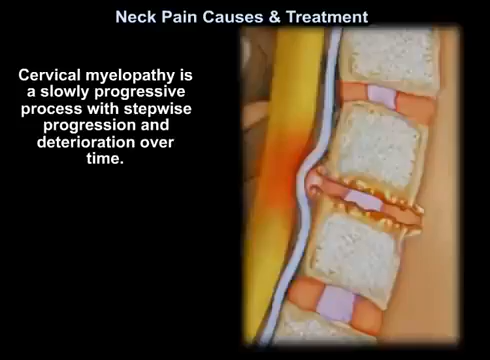 Neck Pain Causes & Treatment
Cervical myelopathy is
a slowly progressive
process with stepwise
progression and
deterioration over
time.